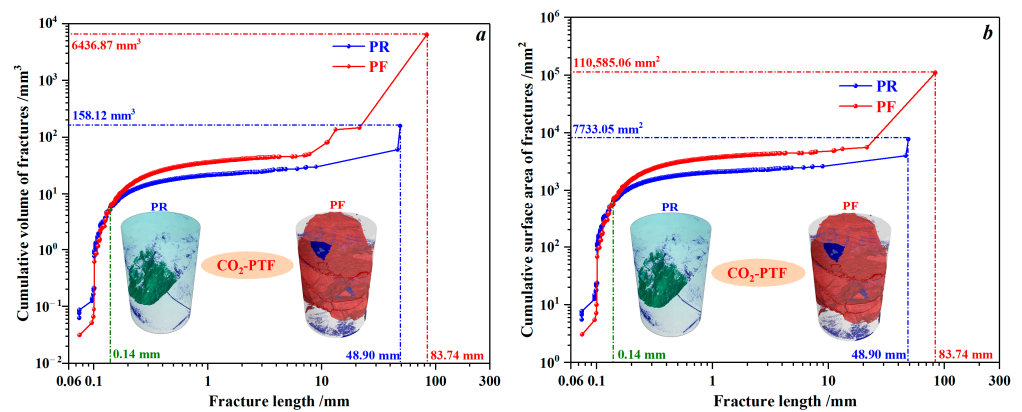 a
6436.87 mm³
158.12 mm³
PR
PF
PR
PF
CO₂-PTF
0.14 mm
48.90 mm
83.74 mm
10⁴
10³
10²
10¹
10⁰
10⁻¹
10⁻²
0.06 0.1 1 10 100 300
Cumulative volume of fractures /mm³
Fracture length /mm
b
110,585.06 mm²
7733.05 mm²
PR
PF
PR
PF
CO₂-PTF
0.14 mm
48.90 mm
83.74 mm
10⁶
10⁵
10⁴
10³
10²
10¹
10⁰
0.06 0.1 1 10 100 300
Cumulative surface area of fractures /mm²
Fracture length /mm